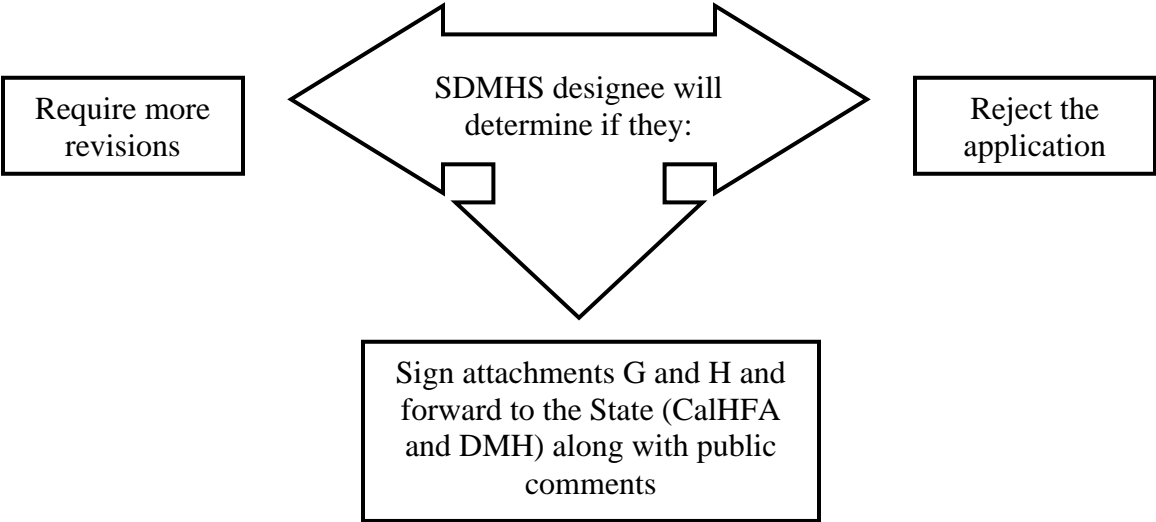 SDMHS designee will
determine if they:
Require more
revisions
Reject the
application
Sign attachments G and H and
forward to the State (CalHFA
and DMH) along with public
comments